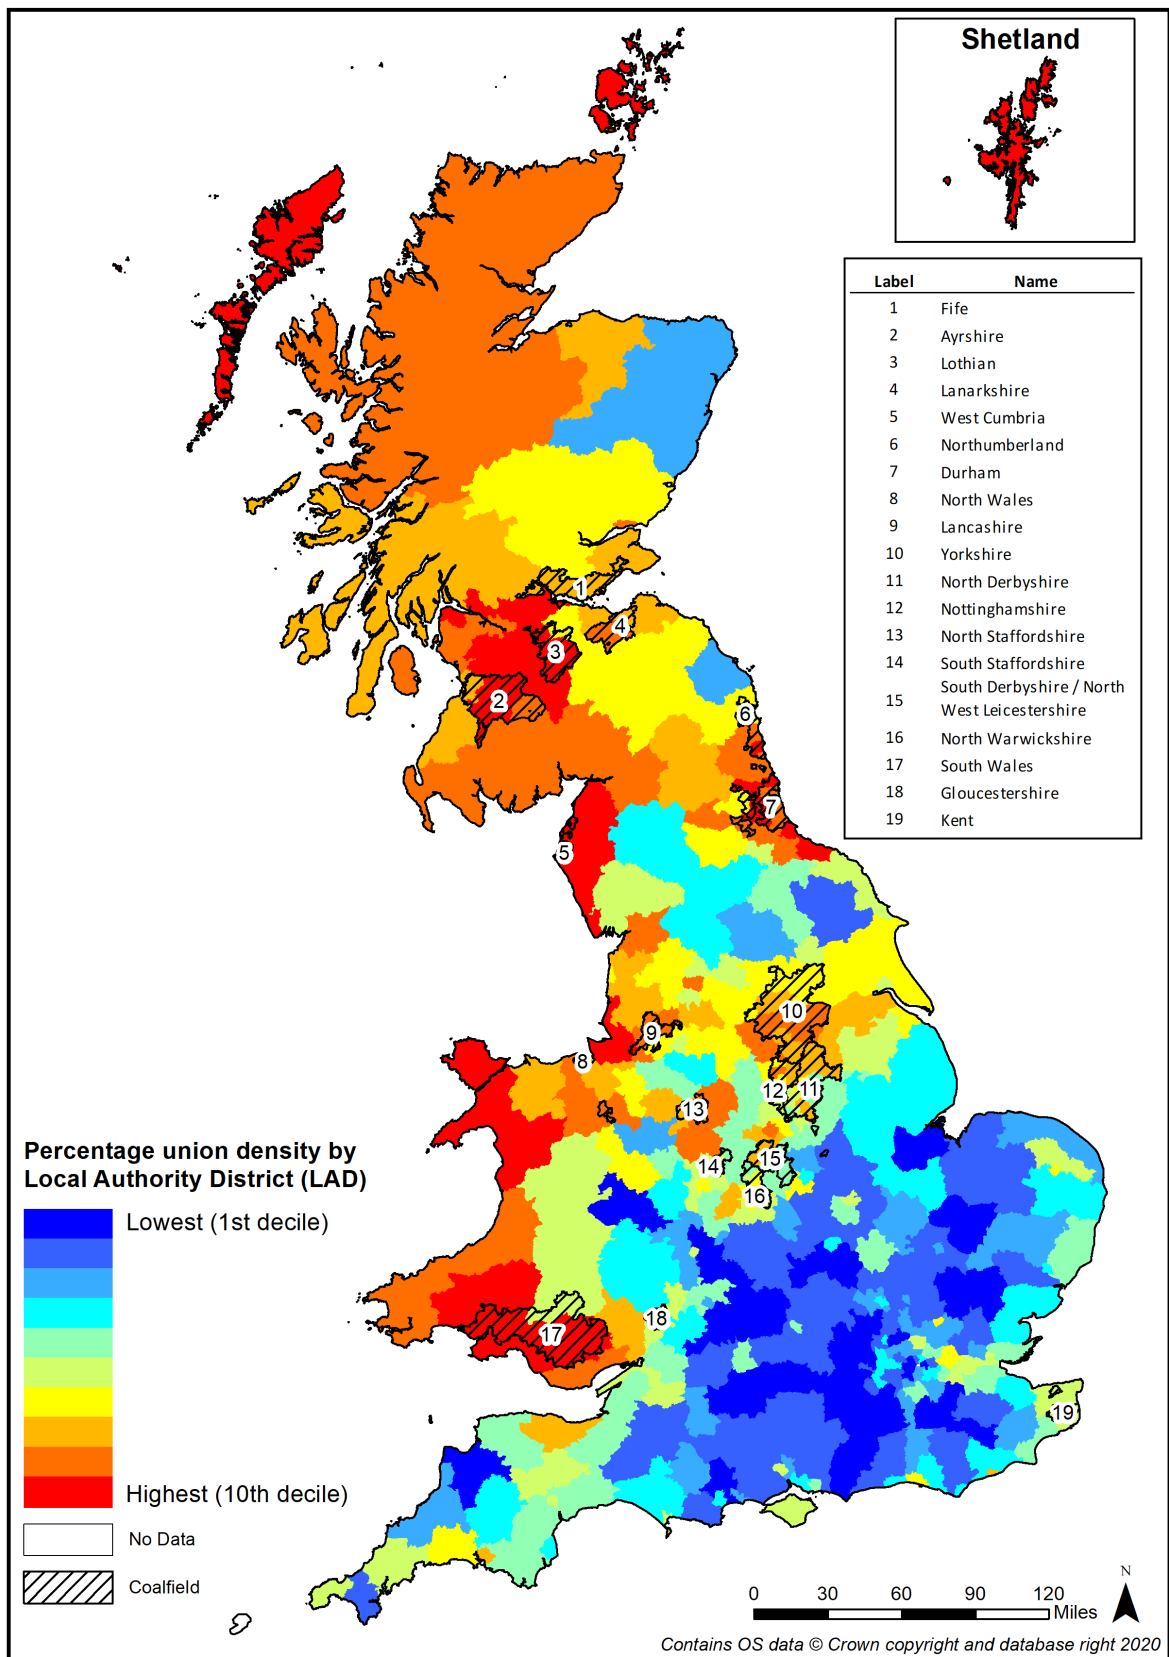 Shetland
Label Name
1 Fife
2 Ayrshire
3 Lothian
4 Lanarkshire
5 West Cumbria
6 Northumberland
7 Durham
8 North Wales
9 Lancashire
10 Yorkshire
11 North Derbyshire
12 Nottinghamshire
13 North Staffordshire
14 South Staffordshire
15 South Derbyshire / North
West Leicestershire
16 North Warwickshire
17 South Wales
18 Gloucestershire
19 Kent
1
4
3
2
6
7
5
10
9
8
12
11
13
15
14
16
18
17
19
Percentage union density by
Local Authority District (LAD)
Lowest (1st decile)
Highest (10th decile)
No Data
Coalfield
N
0 30 60 90 120
Miles
Contains OS data © Crown copyright and database right 2020